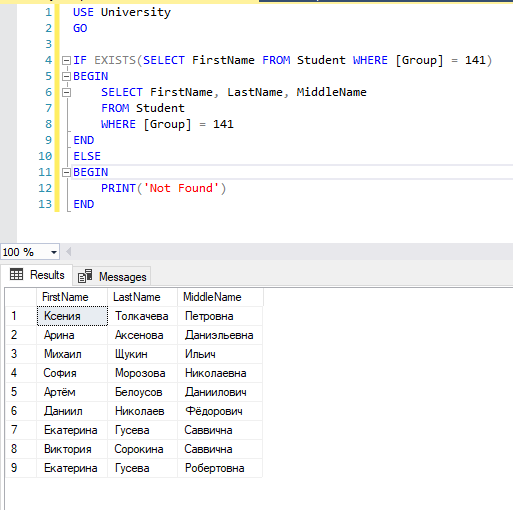 1 USE University
2 GO
3
4 IF EXISTS(SELECT FirstName FROM Student WHERE [Group] = 141)
5 BEGIN
6 SELECT FirstName, LastName, MiddleName
7 FROM Student
8 WHERE [Group] = 141
9 END
10 ELSE
11 BEGIN
12 PRINT('Not Found')
13 END
100 %
Results Messages
FirstName LastName MiddleName
1 Ксения Толкачева Петровна
2 Арина Аксенова Даниэльевна
3 Михаил Щукин Ильич
4 София Морозова Николаевна
5 Артём Белоусов Даниилович
6 Даниил Николаев Фёдорович
7 Екатерина Гусева Саввична
8 Виктория Сорокина Саввична
9 Екатерина Гусева Робертовна